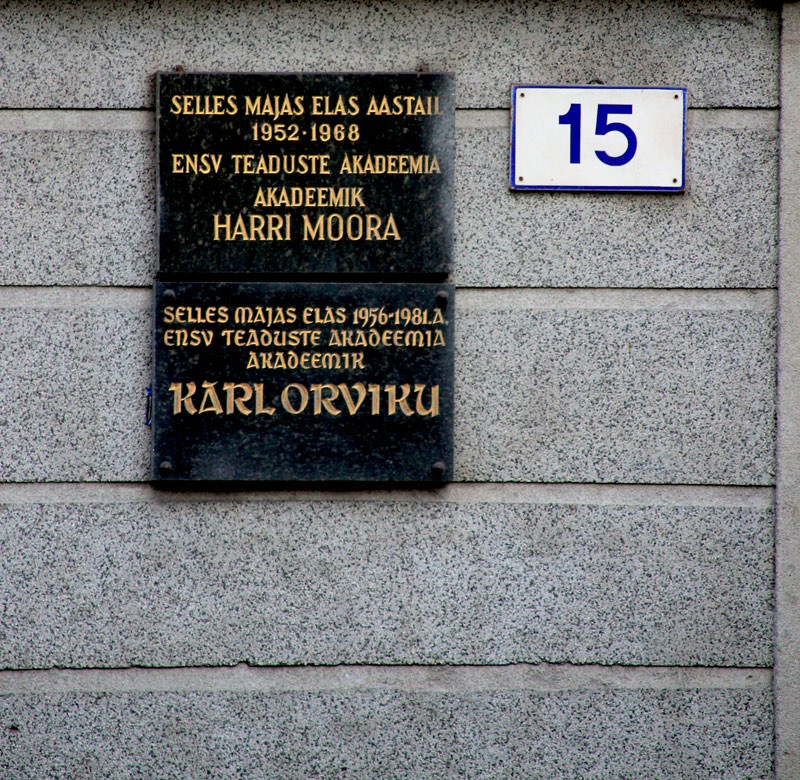 SELLES MAJAS ELAS AASTAIL
1952·1968
ENSV TEADUSTE AKADEEMIA
AKADEEMIK
HARRI MOORA
SELLES MAJAS ELAS 1956-1981.A.
ENSV TEADUSTE AKADEEMIA
AKADEEMIK
KARL ORVIKU
15